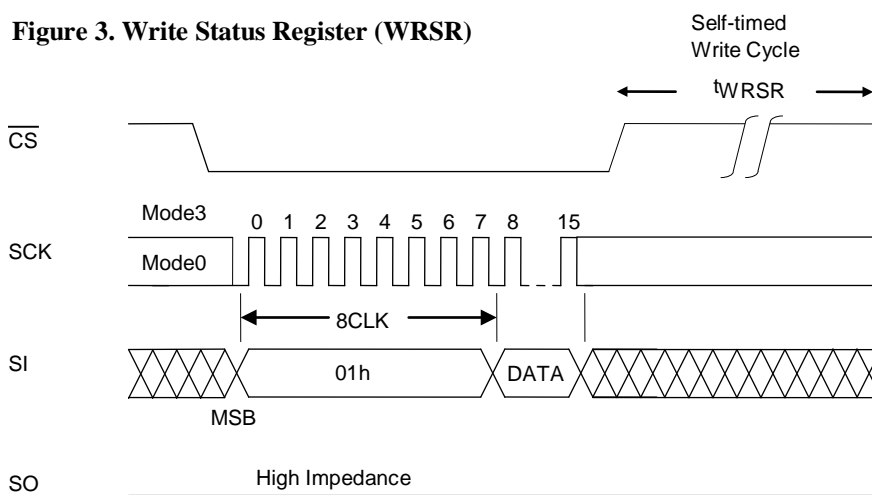 Figure 3. Write Status Register (WRSR)
Self-timed
Write Cycle
tWRSR
CS
Mode3
0 1 2 3 4 5 6 7 8 15
SCK
Mode0
8CLK
SI
01h
DATA
MSB
High Impedance
SO